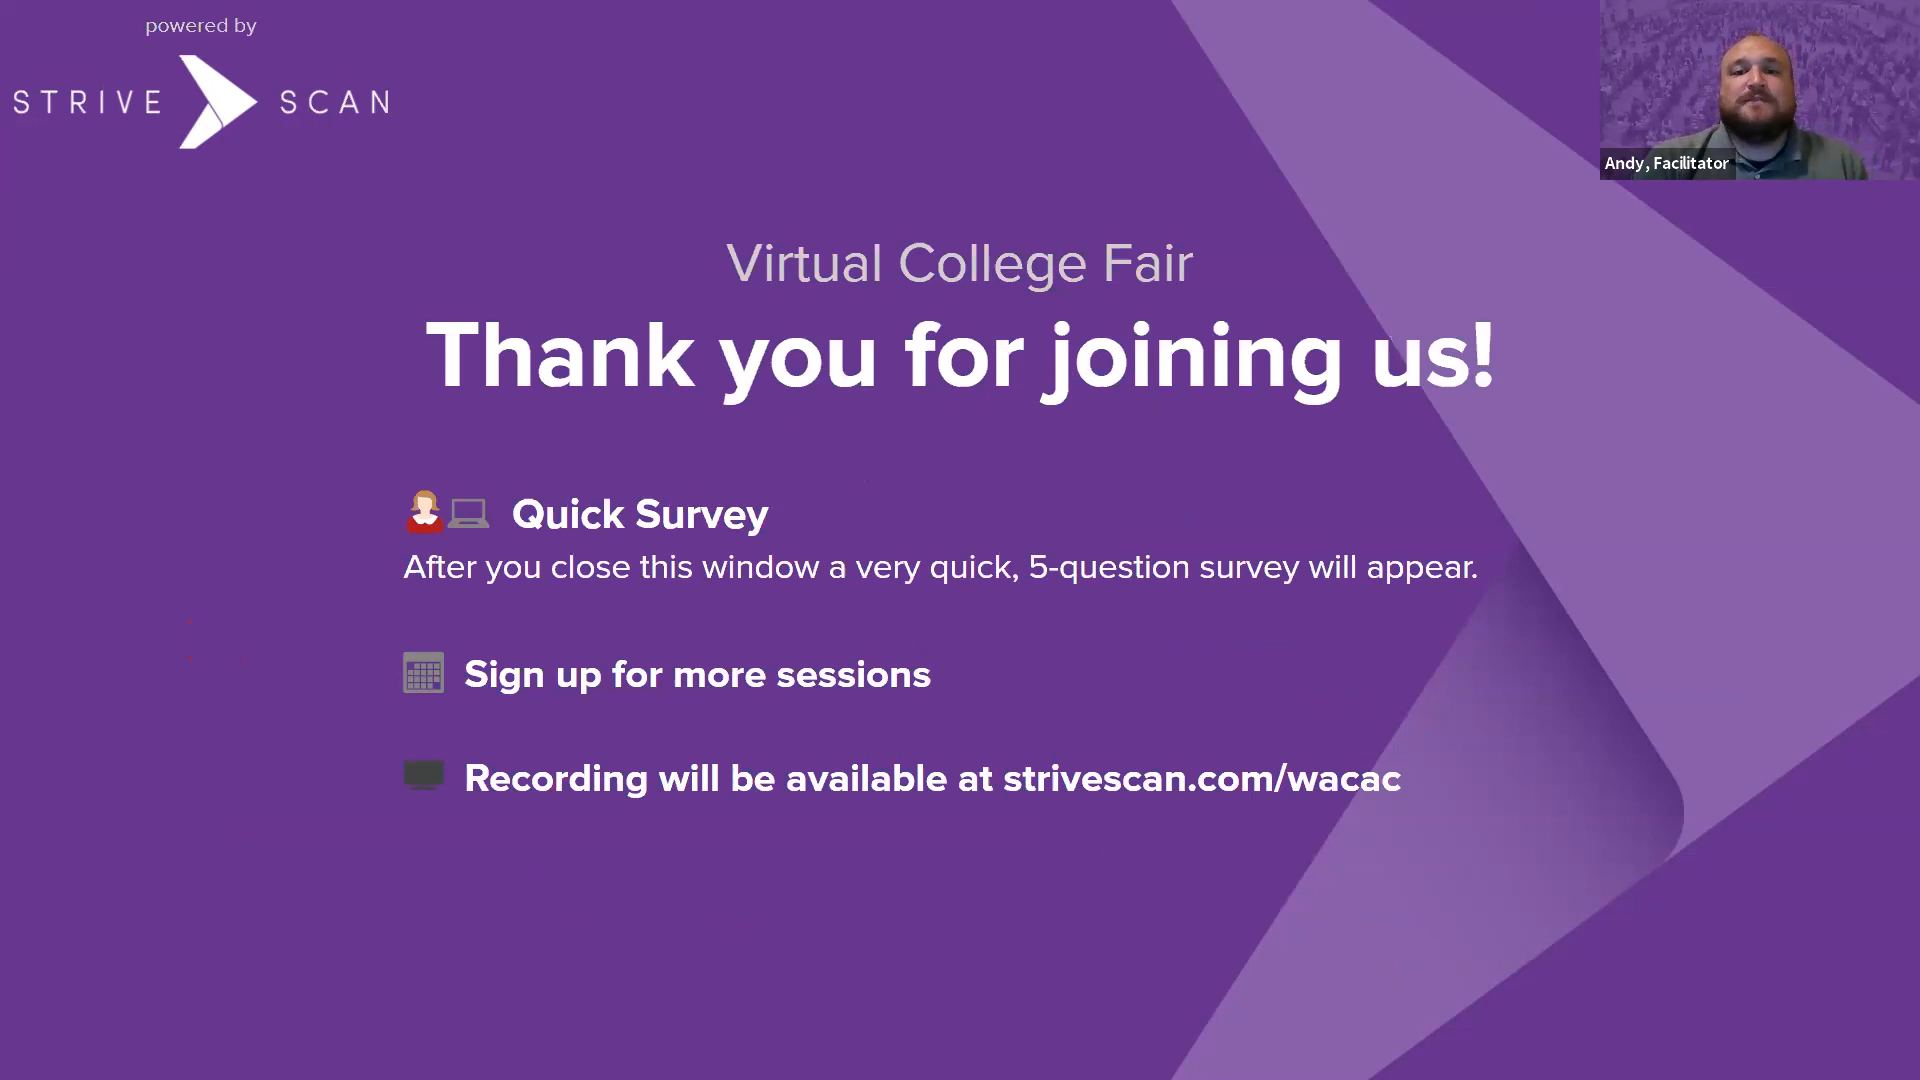 powered by
STRIVE SCAN
Andy, Facilitator
Virtual College Fair
Thank you for joining us!
Quick Survey
After you close this window a very quick, 5-question survey will appear.
Sign up for more sessions
Recording will be available at strivescan.com/wacac